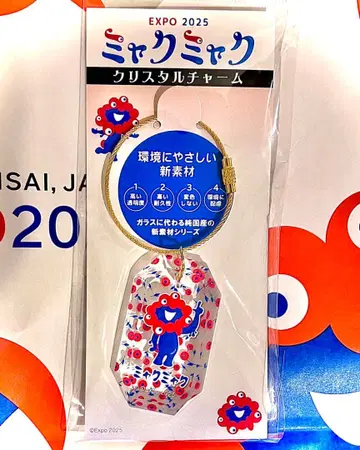 EXPO 2025
ミャクミャク
クリスタルチャーム
環境にやさしい
新素材
1 高い透明度
2 高い耐久性
3 変色しない
4 環境に配慮
ガラスに代わる純国産の
新素材シリーズ
ミャクミャク
©Expo 2025
NSAI, JA
20